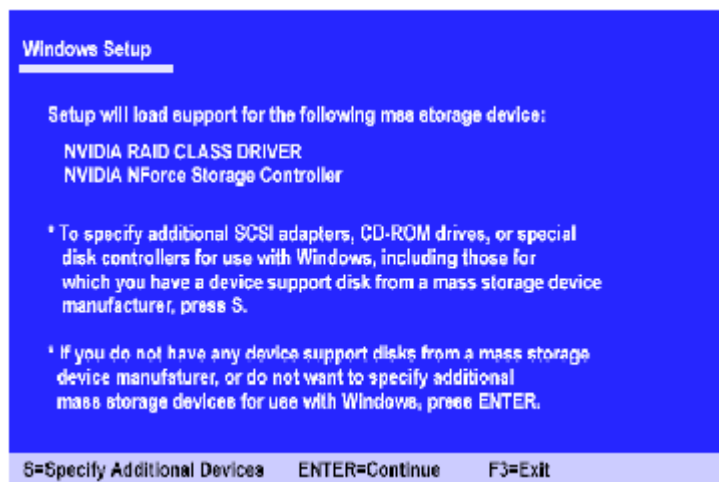 Windows Setup
Setup will load support for the following mas storage device:
NVIDIA RAID CLASS DRIVER
NVIDIA NForce Storage Controller
* To specify additional SCSI adapters, CD-ROM drives, or special
disk controllers for use with Windows, including those for
which you have a device support disk from a mass storage device
manufacturer, press S.
* If you do not have any device support disks from a mass storage
device manufaturer, or do not want to specify additional
mass storage devices for use with Windows, press ENTER.
S=Specify Additional Devices ENTER=Continue F3=Exit